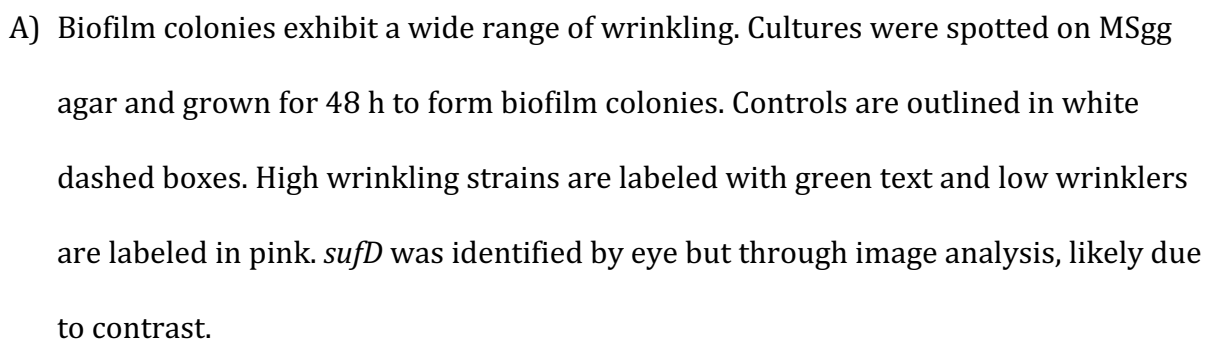 A) Biofilm colonies exhibit a wide range of wrinkling. Cultures were spotted on MSgg
agar and grown for 48 h to form biofilm colonies. Controls are outlined in white
dashed boxes. High wrinkling strains are labeled with green text and low wrinklers
are labeled in pink. sufD was identified by eye but through image analysis, likely due
to contrast.